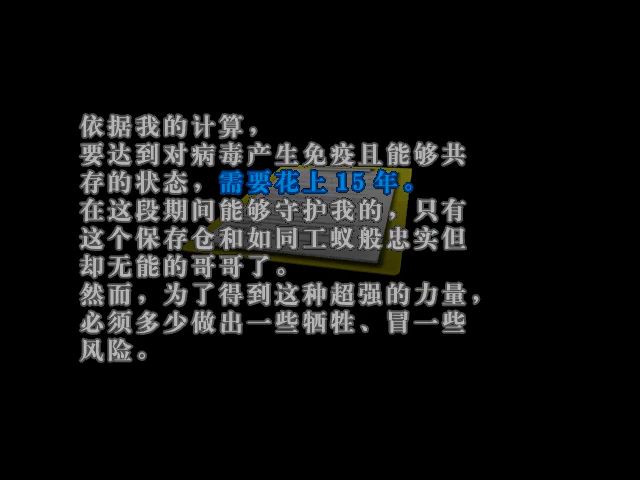 依据我的计算，
要达到对病毒产生免疫且能够共
存的状态，需要花上 15 年。
在这段期间能够守护我的，只有
这个保存仓和如同工蚁般忠实但
却无能的哥哥了。
然而，为了得到这种超强的力量，
必须多少做出一些牺牲、冒一些
风险。